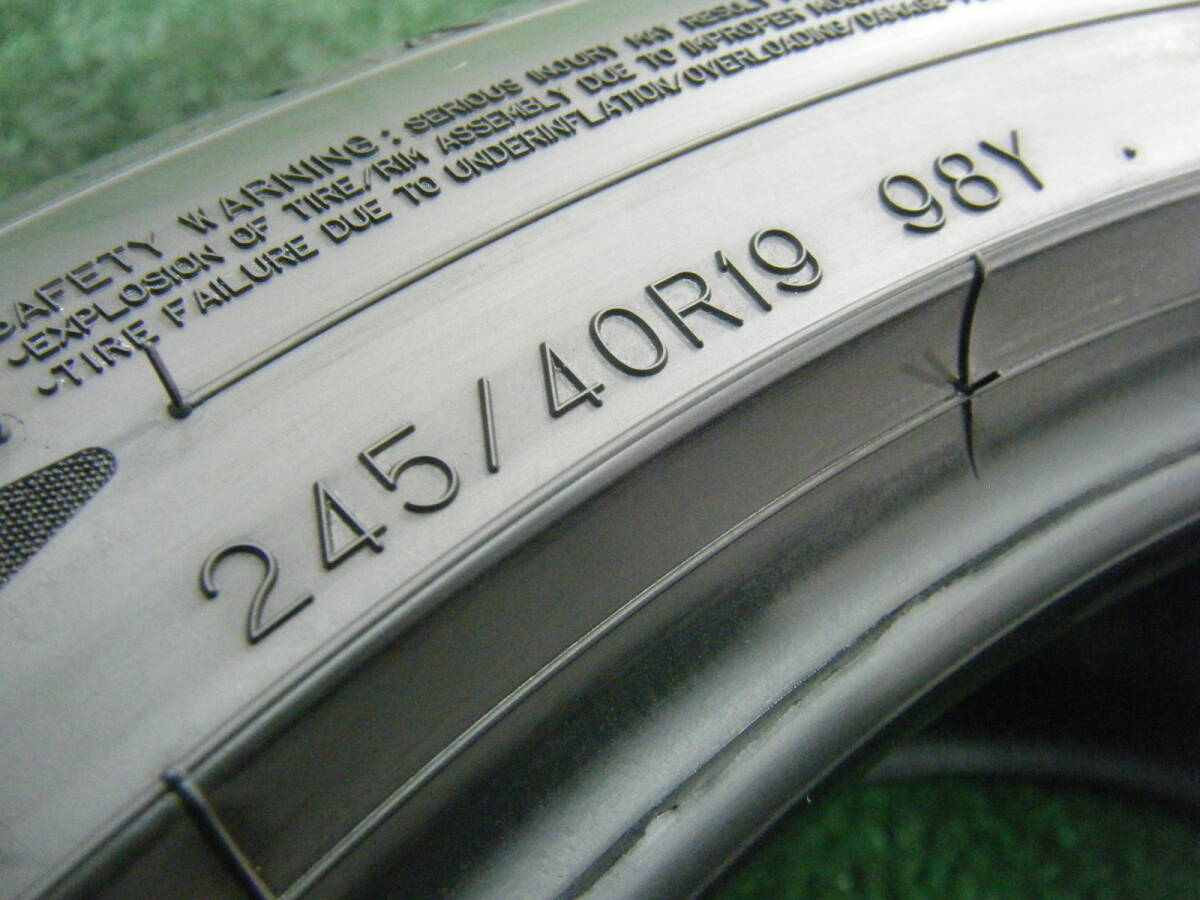 SAFETY WARNING: SERIOUS INJURY MAY RESULT
-EXPLOSION OF TIRE/RIM ASSEMBLY DUE TO IMPROPER
-TIRE FAILURE DUE TO UNDERINFLATION/OVERLOADING/DAMAGE
245/40R19 98Y